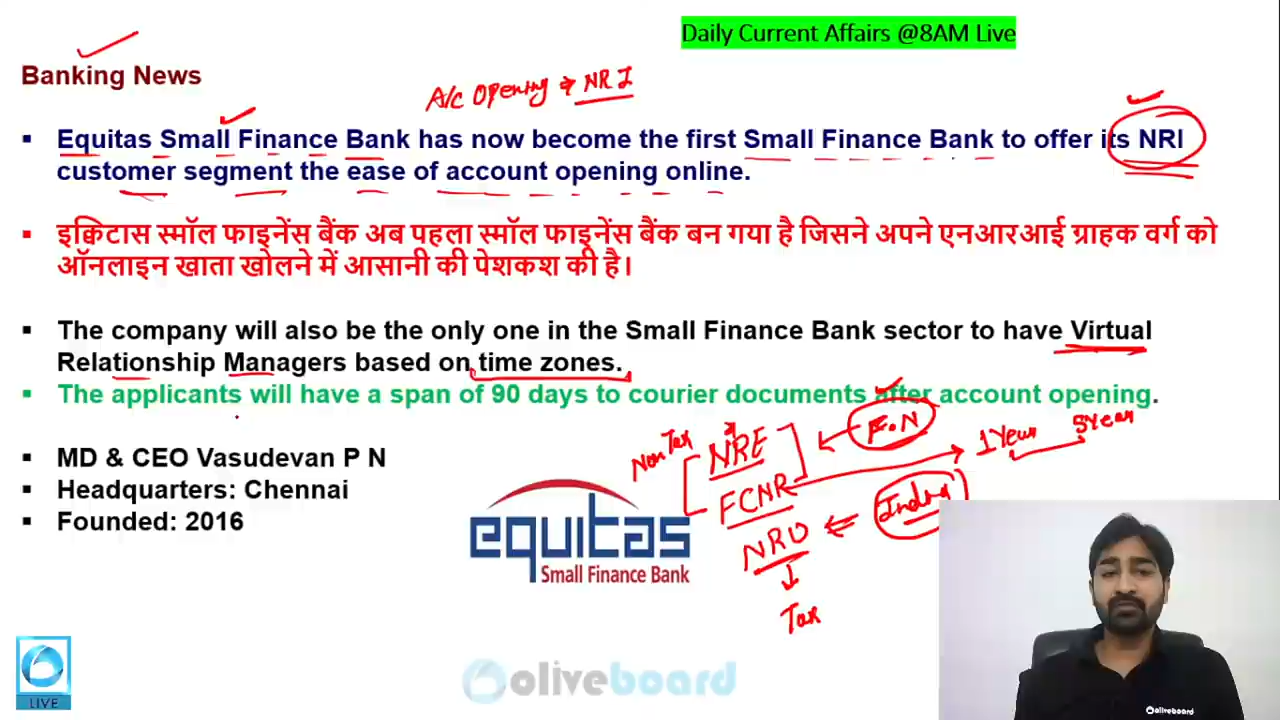 Daily Current Affairs @8AM Live
Banking News
A/c Opening → NRI
▪ Equitas Small Finance Bank has now become the first Small Finance Bank to offer its NRI
customer segment the ease of account opening online.
▪ इक्विटास स्मॉल फाइनेंस बैंक अब पहला स्मॉल फाइनेंस बैंक बन गया है जिसने अपने एनआरआई ग्राहक वर्ग को
ऑनलाइन खाता खोलने में आसानी की पेशकश की है।
▪ The company will also be the only one in the Small Finance Bank sector to have Virtual
Relationship Managers based on time zones.
▪ The applicants will have a span of 90 days to courier documents after account opening.
Non Tax
NRE
F.N
1 Year
5 Year
▪ MD & CEO Vasudevan P N
▪ Headquarters: Chennai
▪ Founded: 2016
FCNR
India
NRO
Tax
equitas
Small Finance Bank
LIVE
oliveboard
oliveboard